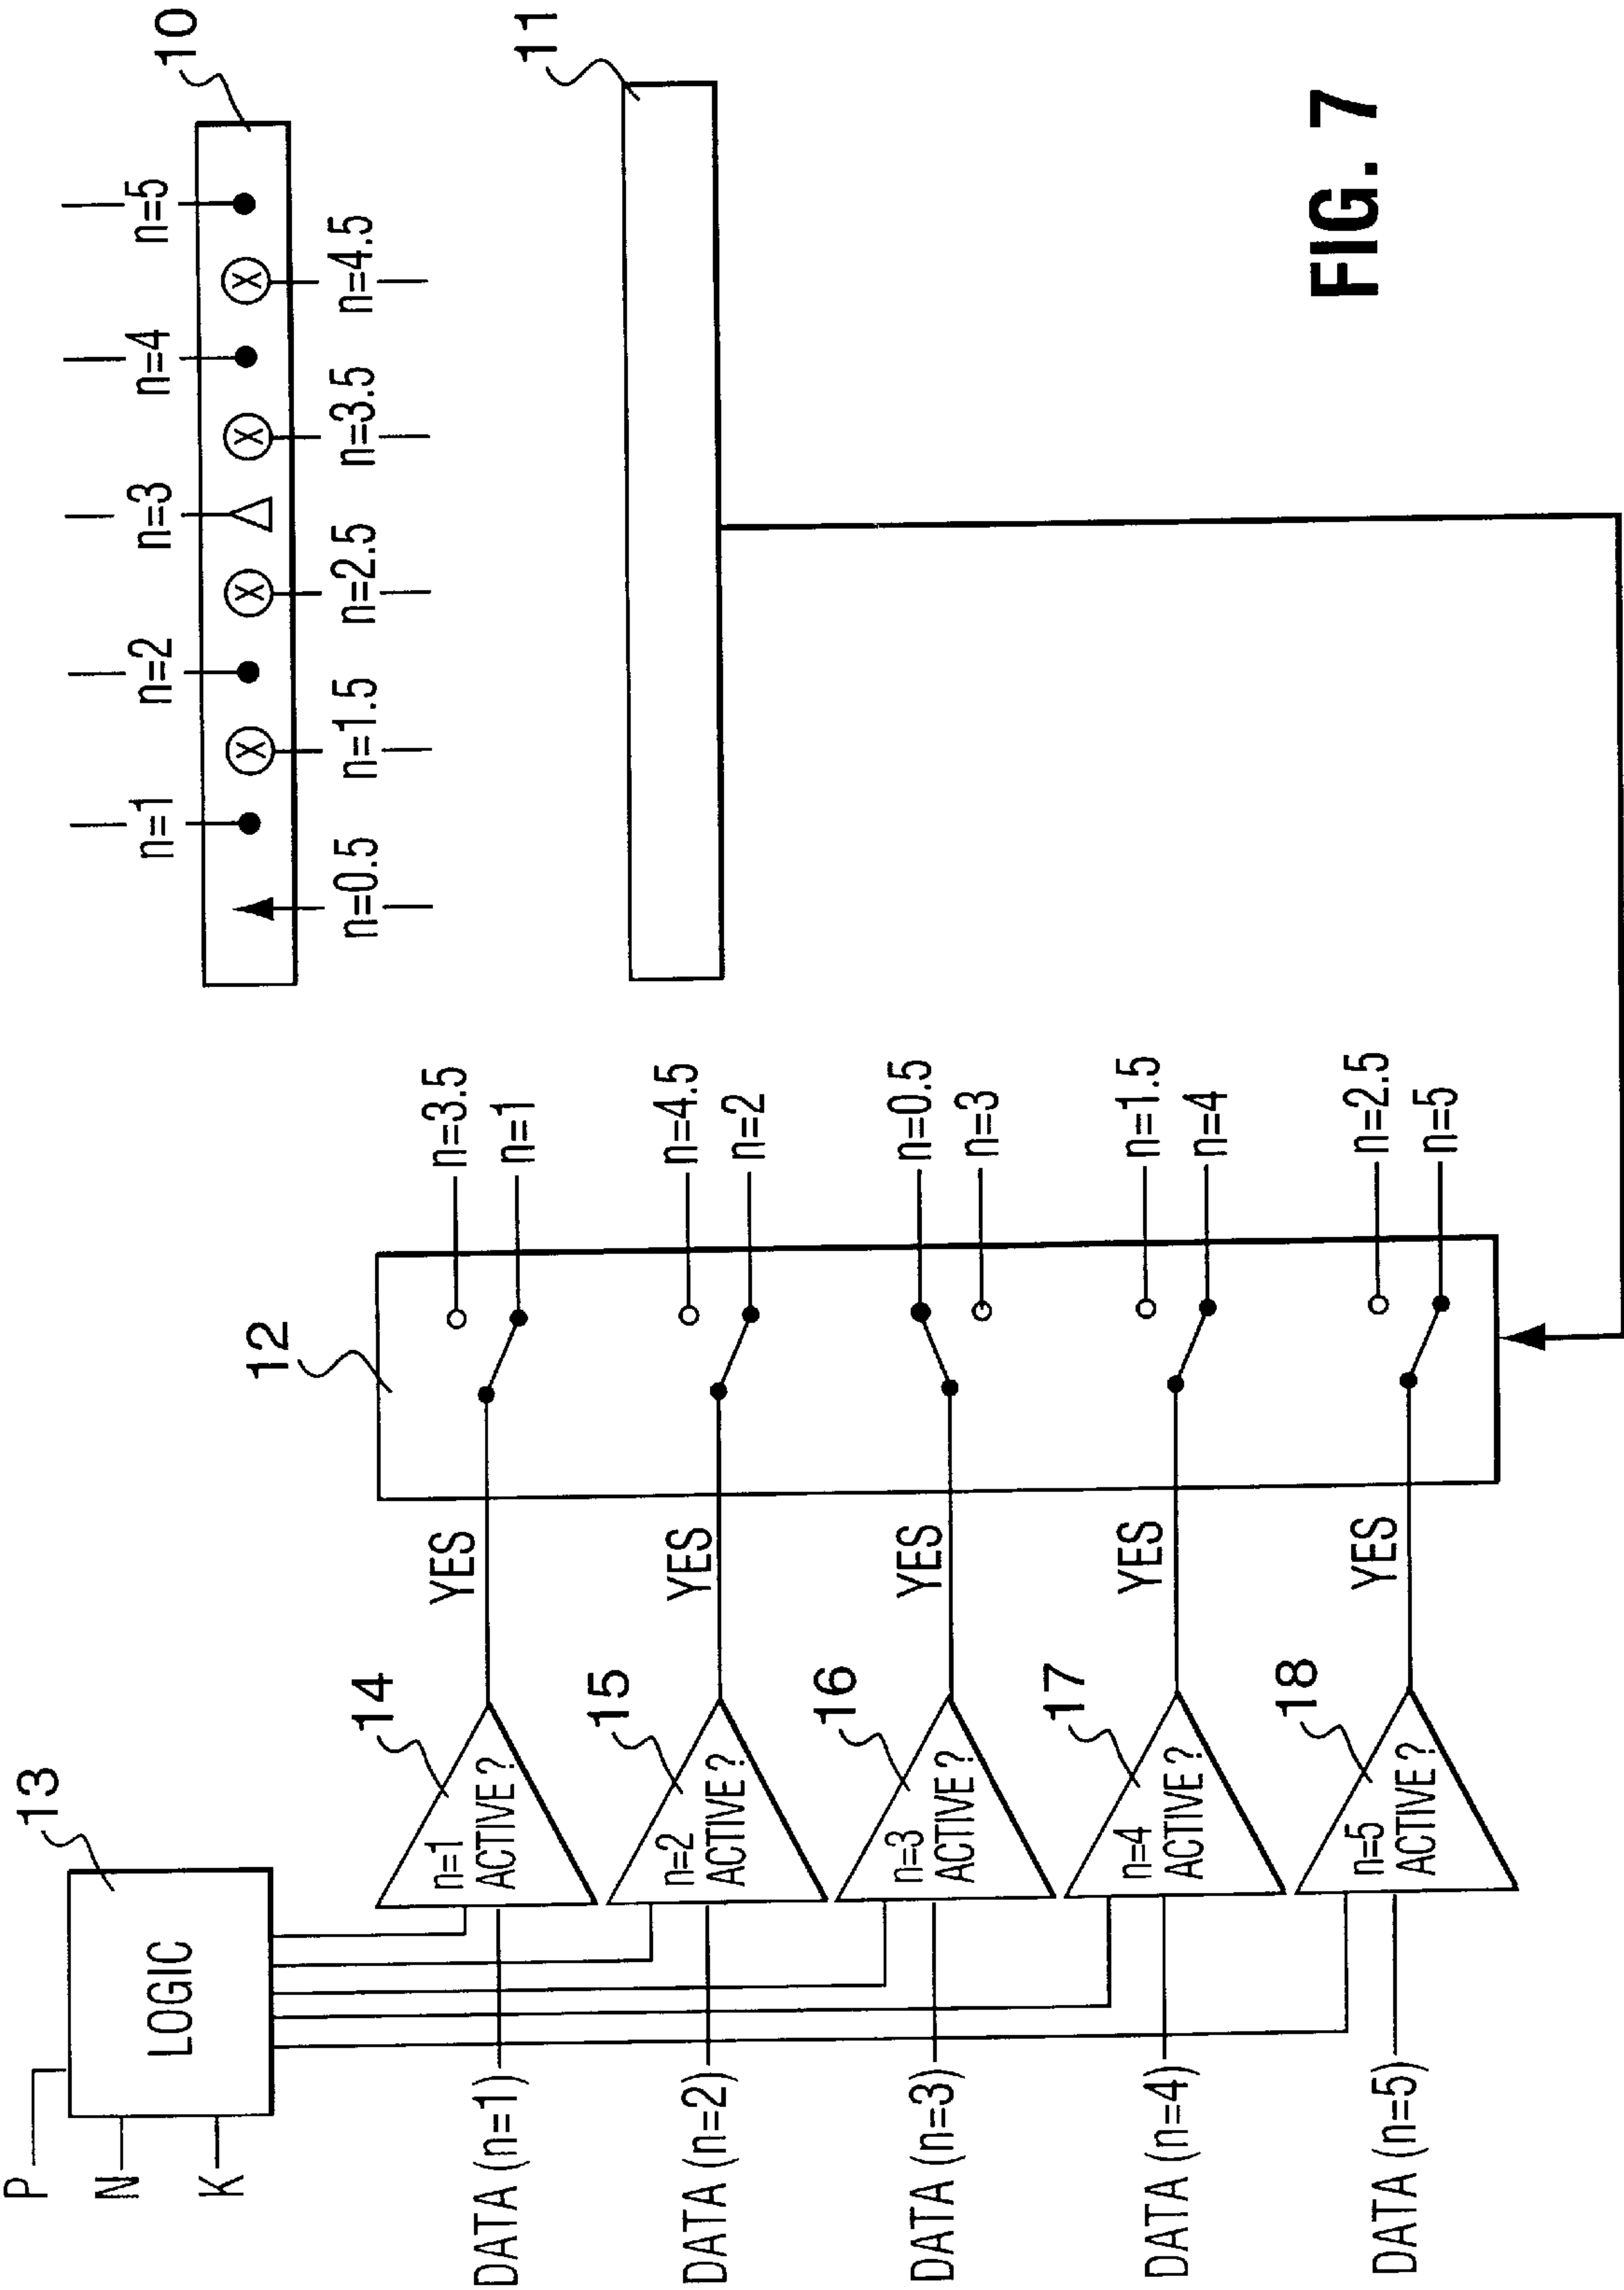 P
N
K
13
LOGIC
DATA (n=1)
DATA (n=2)
DATA (n=3)
DATA (n=4)
DATA (n=5)
14
n=1
ACTIVE?
15
n=2
ACTIVE?
16
n=3
ACTIVE?
17
n=4
ACTIVE?
18
n=5
ACTIVE?
YES
YES
YES
YES
YES
12
n=3.5
n=1
n=4.5
n=2
n=0.5
n=3
n=1.5
n=4
n=2.5
n=5
10
n=1
n=2
n=3
n=4
n=5
X
X
X
X
n=0.5
n=1.5
n=2.5
n=3.5
n=4.5
11
FIG. 7